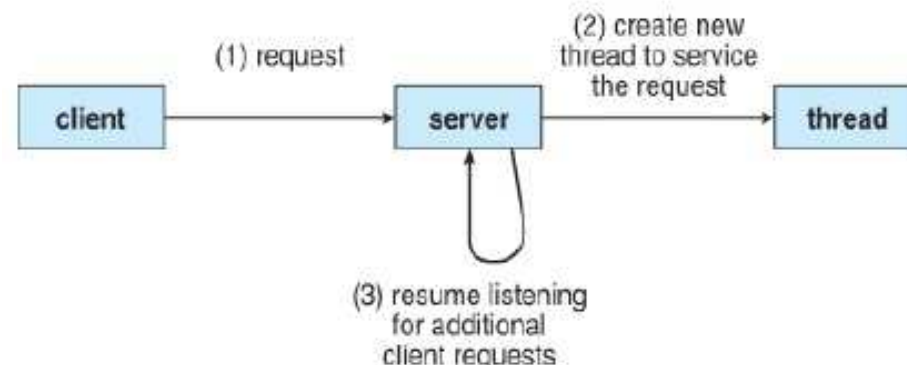 (1) request
(2) create new
thread to service
the request
client
server
thread
(3) resume listening
for additional
client requests